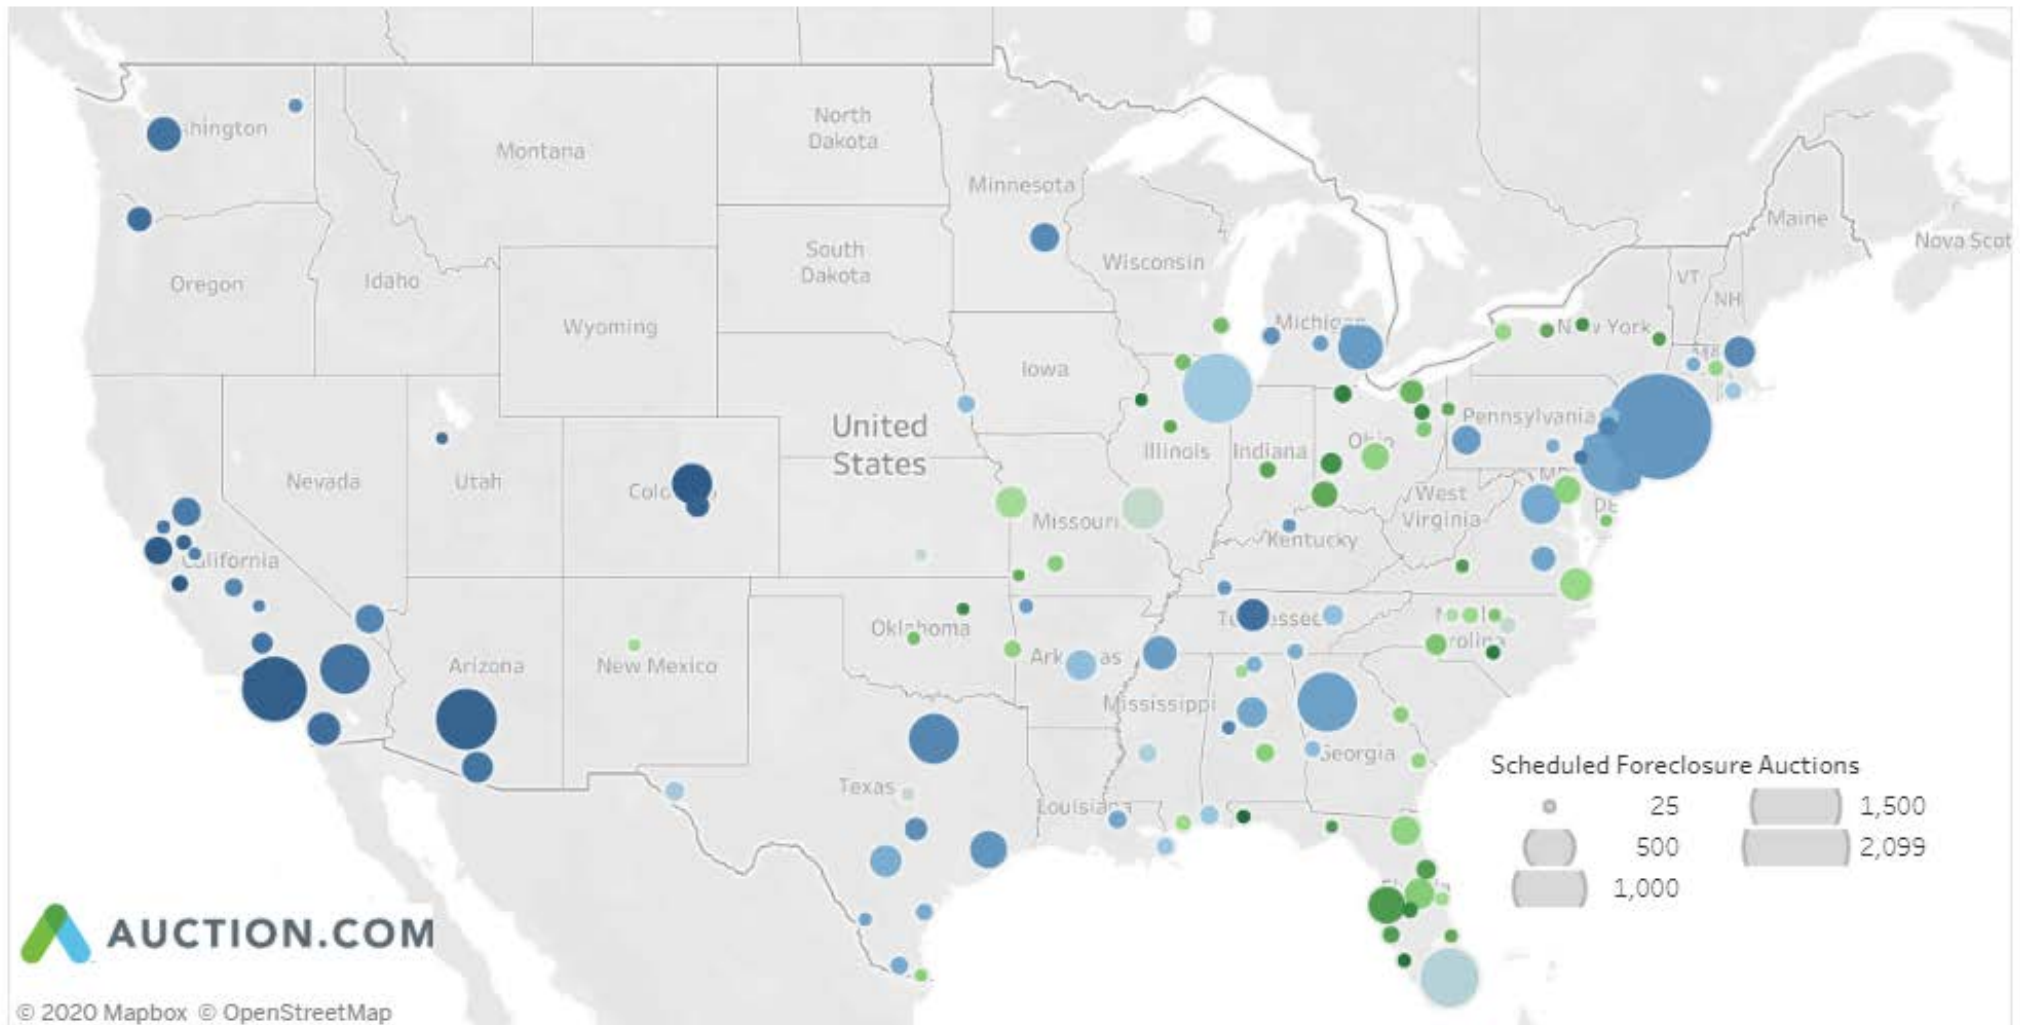 North
Dakota
Montana
Minnesota
Maine
South
Dakota
Nova Scot
Wisconsin
Oregon
Idaho
VT
NH
Wyoming
Iowa
Pennsylvania
United
States
Illinois
Indiana
Nevada
Utah
West
Virginia
Missouri
Kentucky
California
Oklahoma
Arizona
New Mexico
Mississippi
Georgia
Texas
Louisiana
Scheduled Foreclosure Auctions
25
1,500
500
2,099
1,000
AUCTION.COM
© 2020 Mapbox © OpenStreetMap